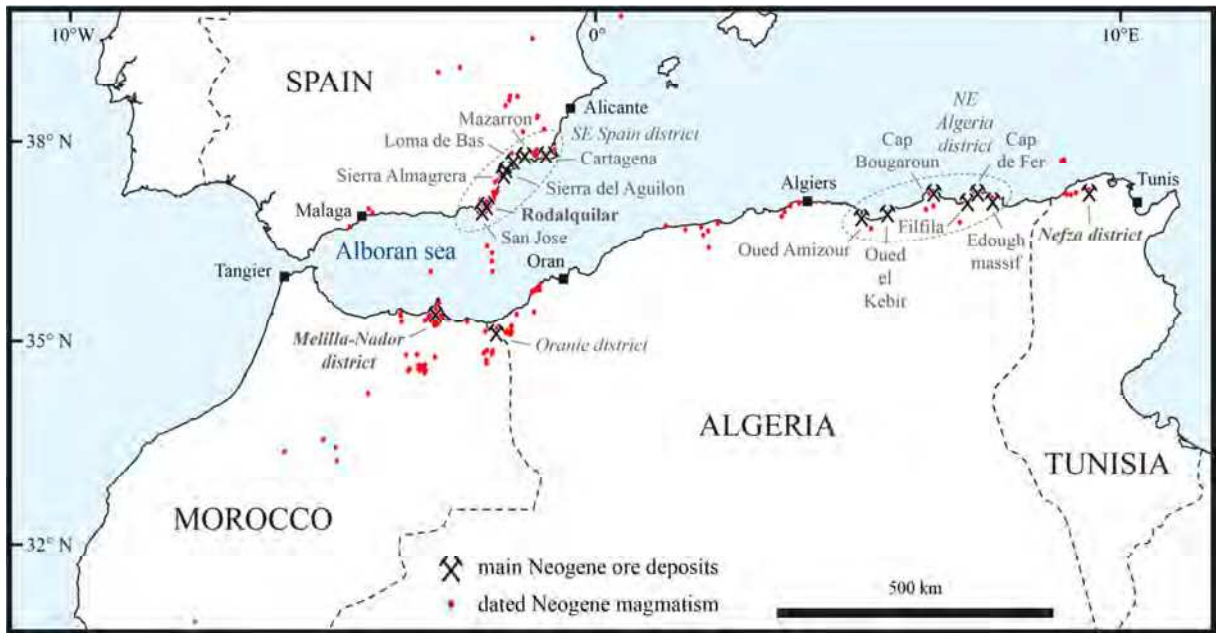 10°W
0°
10°E
SPAIN
Alicante
Mazarron
SE Spain district
38° N
Loma de Bas
Cartagena
Sierra Almagrera
Sierra del Aguilon
Malaga
Rodalquilar
San Jose
Alboran sea
Tangier
Oran
NE
Algeria
district
Cap
Bougaroun
Cap
de Fer
Algiers
Tunis
Oued Amizour
Filfila
Oued
el
Kebit
Edough
massif
Nefza district
35° N
Melilla-Nador
district
Oranie district
ALGERIA
TUNISIA
MOROCCO
32° N
main Neogene ore deposits
dated Neogene magmatism
500 km